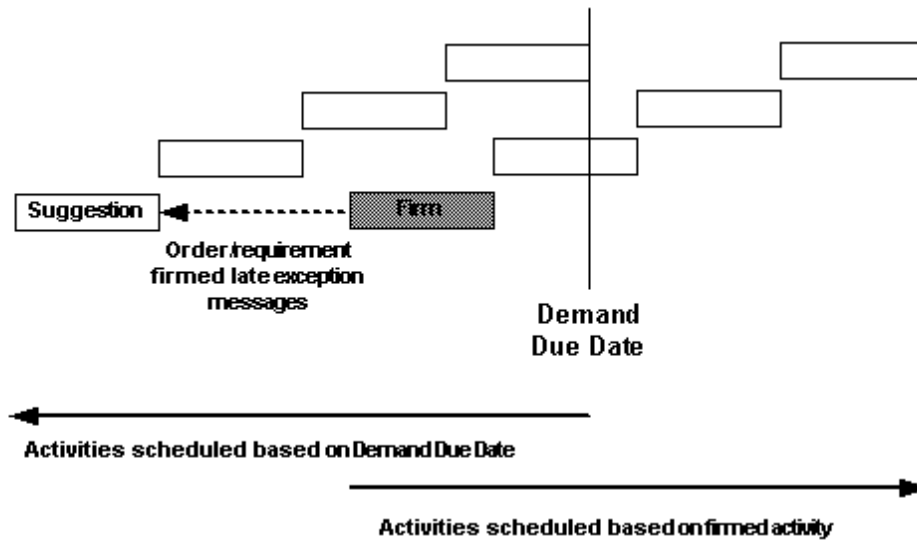 Suggestion
Firm
Order/requirement
firmed late exception
messages
Demand
Due Date
Activities scheduled based on Demand Due Date
Activities scheduled based on firmed activity